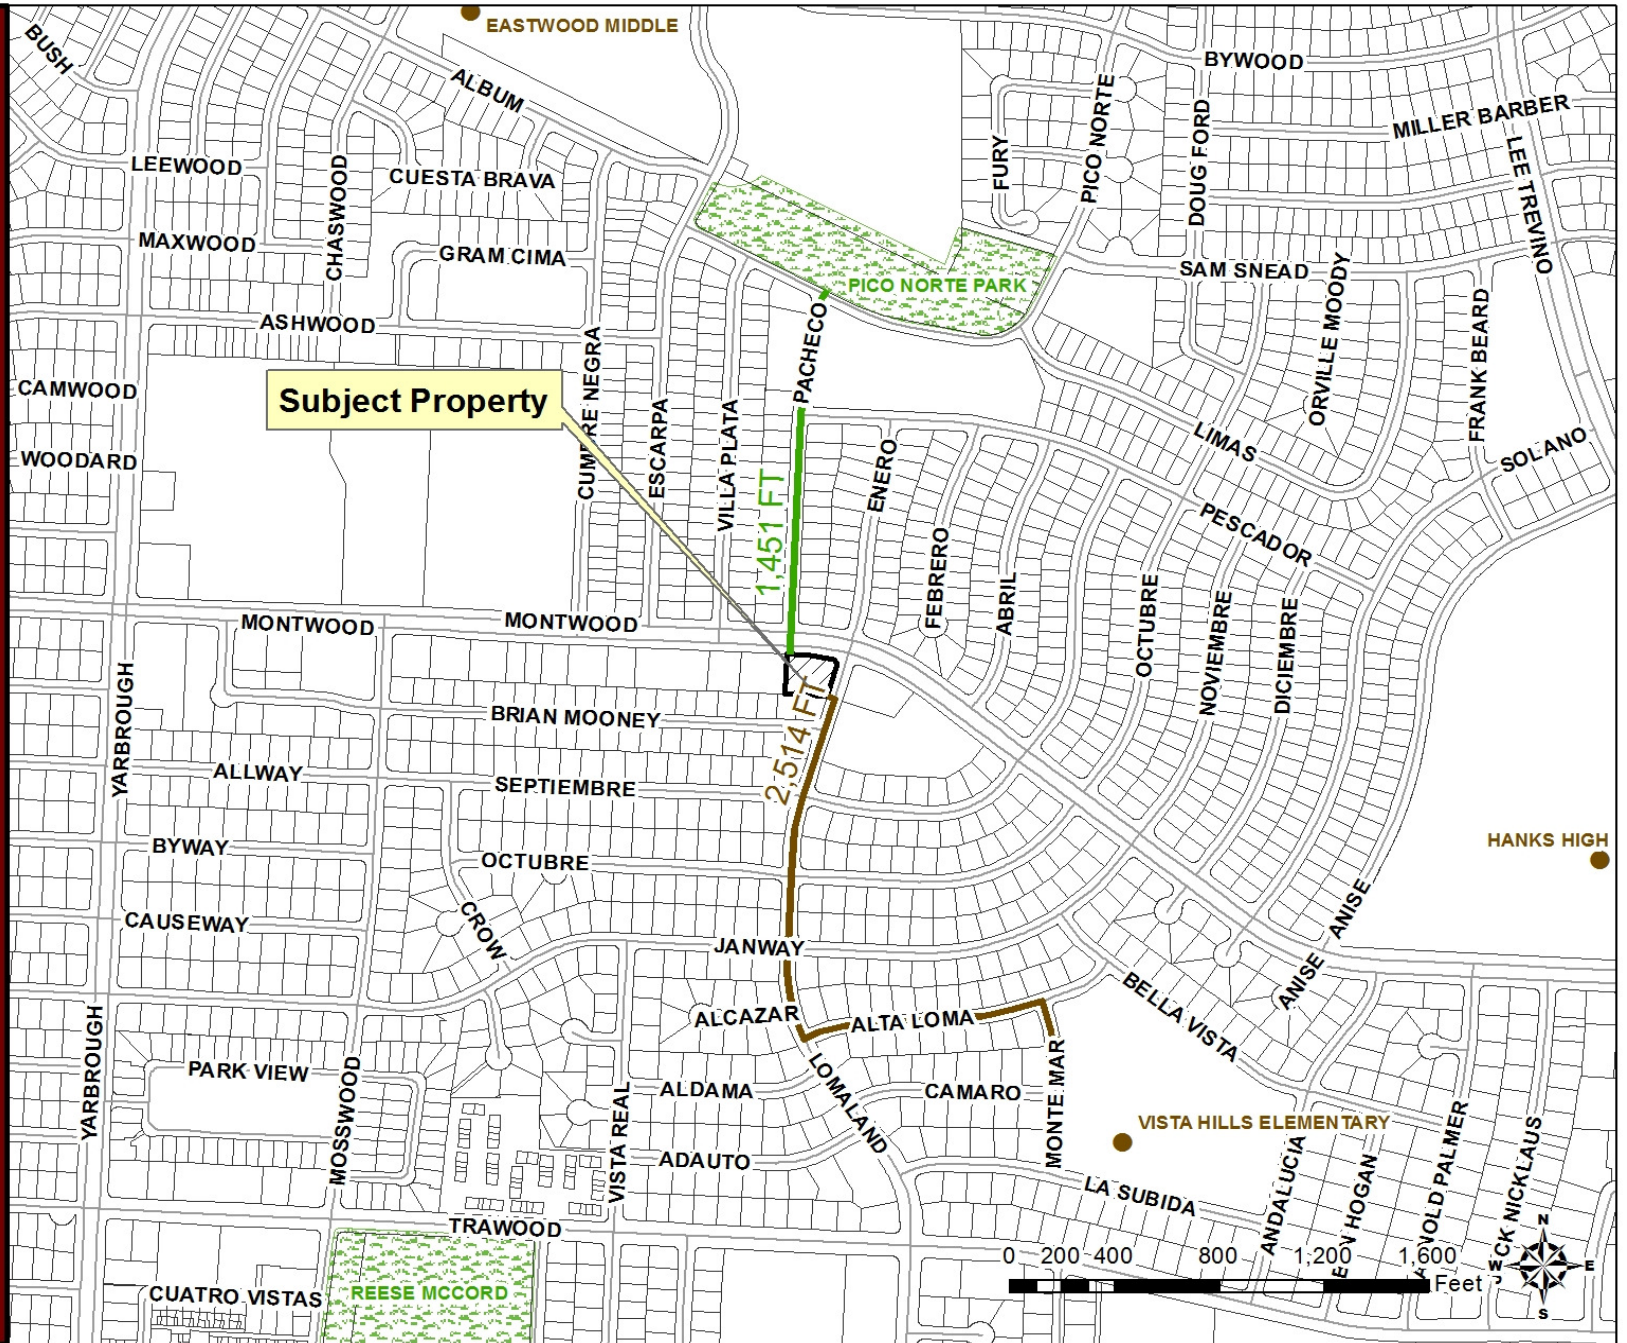 EASTWOOD MIDDLE
BUSH
ALBUM
BYWOOD
MILLER BARBER
LEEWOOD
CHASWOOD
CUESTA BRAVA
FURY
PICO NORTE
DOUG FORD
LEE TREVINO
MAXWOOD
GRAM CIMA
SAM SNEAD
PICO NORTE PARK
ASHWOOD
CUMBRE NEGRA
PACHECO
ORVILLE MOODY
FRANK BEARD
CAMWOOD
Subject Property
ESCARPA
VILLA PLATA
ENERO
LIMAS
SOLANO
WOODARD
1,451 FT
FEBRERO
ABRIL
PESCADOR
OCTUBRE
NOVIEMBRE
DICIEMBRE
MONTWOOD
MONTWOOD
YARBROUGH
BRIAN MOONEY
2,514 FT
ALLWAY
SEPTIEMBRE
BYWAY
OCTUBRE
HANKS HIGH
CAUSEWAY
CROW
JANWAY
ANISE
ANISE
BELLA VISTA
ALCAZAR
ALTA LOMA
YARBROUGH
PARK VIEW
MOSSWOOD
VISTA REAL
ALDAMA
LOMALAND
CAMARO
MONTE MAR
VISTA HILLS ELEMENTARY
ADAUTO
LA SUBIDA
ANDALUCIA
N HOGAN
NOLD PALMER
CK NICKLAUS
TRAWOOD
CUATRO VISTAS
REESE MCCORD
0 200 400 800 1,200 1,600
Feet
N
W
E
S